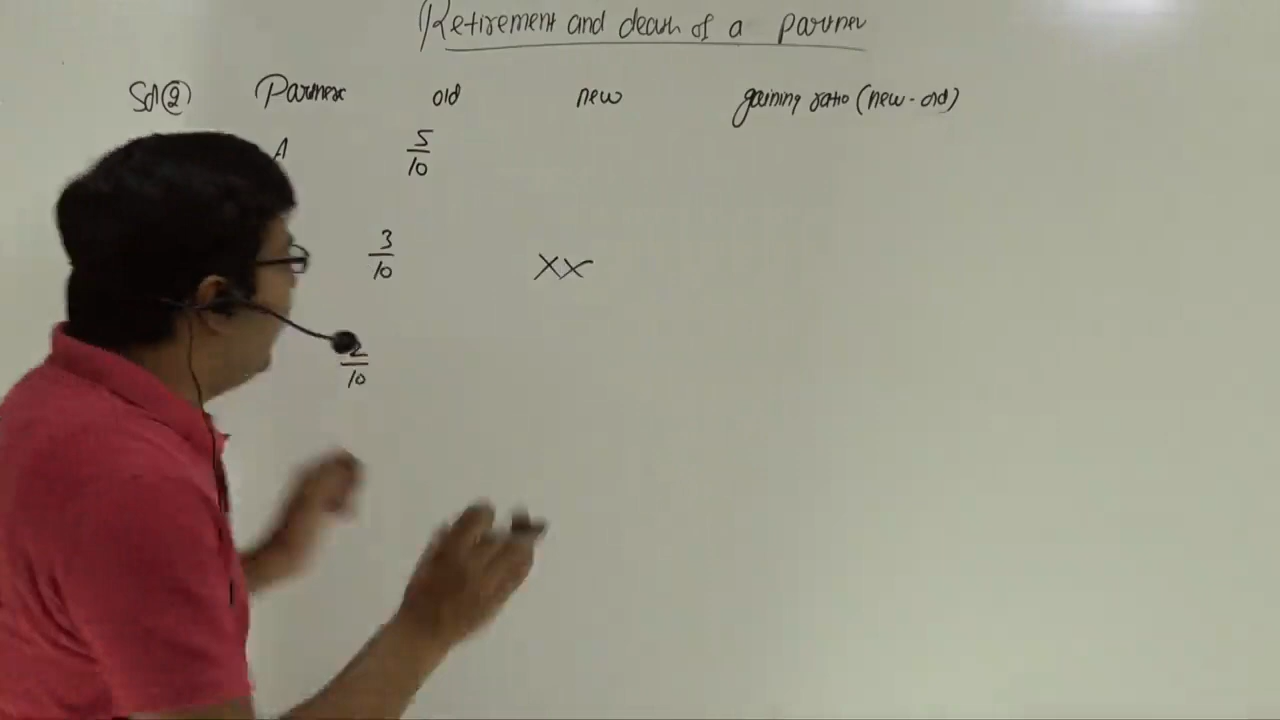 Retirement and death of a partner
Sol ② Partner old new gaining ratio (new - old)
A 5/10
3/10 XX
2/10